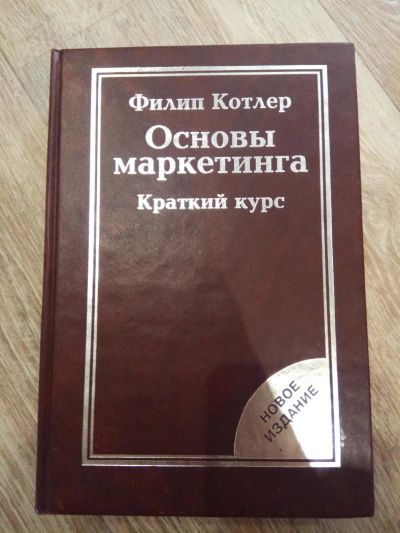 Филип Котлер
Основы
маркетинга
Краткий курс
НОВОЕ
ИЗДАНИЕ